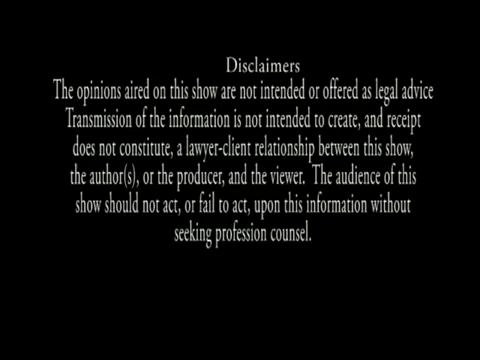 Disclaimers
The opinions aired on this show are not intended or offered as legal advice
Transmission of the information is not intended to create, and receipt
does not constitute, a lawyer-client relationship between this show,
the author(s), or the producer, and the viewer. The audience of this
show should not act, or fail to act, upon this information without
seeking profession counsel.